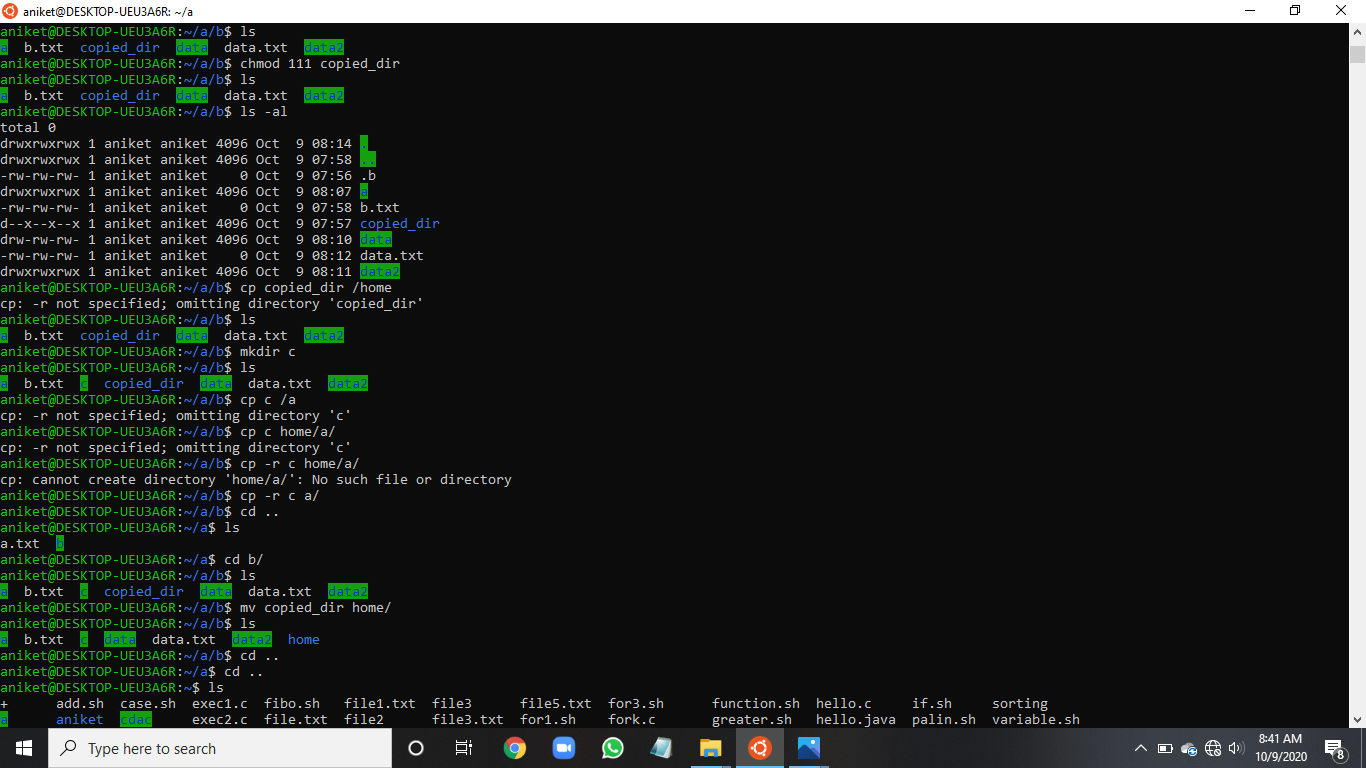 aniket@DESKTOP-UEU3A6R: ~/a
aniket@DESKTOP-UEU3A6R:~/a/b$ ls
a  b.txt  copied_dir  data  data.txt  data2
aniket@DESKTOP-UEU3A6R:~/a/b$ chmod 111 copied_dir
aniket@DESKTOP-UEU3A6R:~/a/b$ ls
a  b.txt  copied_dir  data  data.txt  data2
aniket@DESKTOP-UEU3A6R:~/a/b$ ls -al
total 0
drwxrwxrwx 1 aniket aniket 4096 Oct  9 08:14 .
drwxrwxrwx 1 aniket aniket 4096 Oct  9 07:58 ..
-rw-rw-rw- 1 aniket aniket    0 Oct  9 07:56 .b
drwxrwxrwx 1 aniket aniket 4096 Oct  9 08:07 a
-rw-rw-rw- 1 aniket aniket    0 Oct  9 07:58 b.txt
d--x--x--x 1 aniket aniket 4096 Oct  9 07:57 copied_dir
drw-rw-rw- 1 aniket aniket 4096 Oct  9 08:10 data
-rw-rw-rw- 1 aniket aniket    0 Oct  9 08:12 data.txt
drwxrwxrwx 1 aniket aniket 4096 Oct  9 08:11 data2
aniket@DESKTOP-UEU3A6R:~/a/b$ cp copied_dir /home
cp: -r not specified; omitting directory 'copied_dir'
aniket@DESKTOP-UEU3A6R:~/a/b$ ls
a  b.txt  copied_dir  data  data.txt  data2
aniket@DESKTOP-UEU3A6R:~/a/b$ mkdir c
aniket@DESKTOP-UEU3A6R:~/a/b$ ls
a  b.txt  c  copied_dir  data  data.txt  data2
aniket@DESKTOP-UEU3A6R:~/a/b$ cp c /a
cp: -r not specified; omitting directory 'c'
aniket@DESKTOP-UEU3A6R:~/a/b$ cp c home/a/
cp: -r not specified; omitting directory 'c'
aniket@DESKTOP-UEU3A6R:~/a/b$ cp -r c home/a/
cp: cannot create directory 'home/a/': No such file or directory
aniket@DESKTOP-UEU3A6R:~/a/b$ cp -r c a/
aniket@DESKTOP-UEU3A6R:~/a/b$ cd ..
aniket@DESKTOP-UEU3A6R:~/a$ ls
a.txt  b
aniket@DESKTOP-UEU3A6R:~/a$ cd b/
aniket@DESKTOP-UEU3A6R:~/a/b$ ls
a  b.txt  c  copied_dir  data  data.txt  data2
aniket@DESKTOP-UEU3A6R:~/a/b$ mv copied_dir home/
aniket@DESKTOP-UEU3A6R:~/a/b$ ls
a  b.txt  c  data  data.txt  data2  home
aniket@DESKTOP-UEU3A6R:~/a/b$ cd ..
aniket@DESKTOP-UEU3A6R:~/a$ cd ..
aniket@DESKTOP-UEU3A6R:~$ ls
+      add.sh  case.sh  exec1.c  fibo.sh   file1.txt  file3      file5.txt  for3.sh      function.sh  hello.c     if.sh     sorting
a      aniket  cdac     exec2.c  file.txt  file2      file3.txt  for1.sh    fork.c       greater.sh   hello.java  palin.sh  variable.sh
Type here to search
8:41 AM
10/9/2020
8